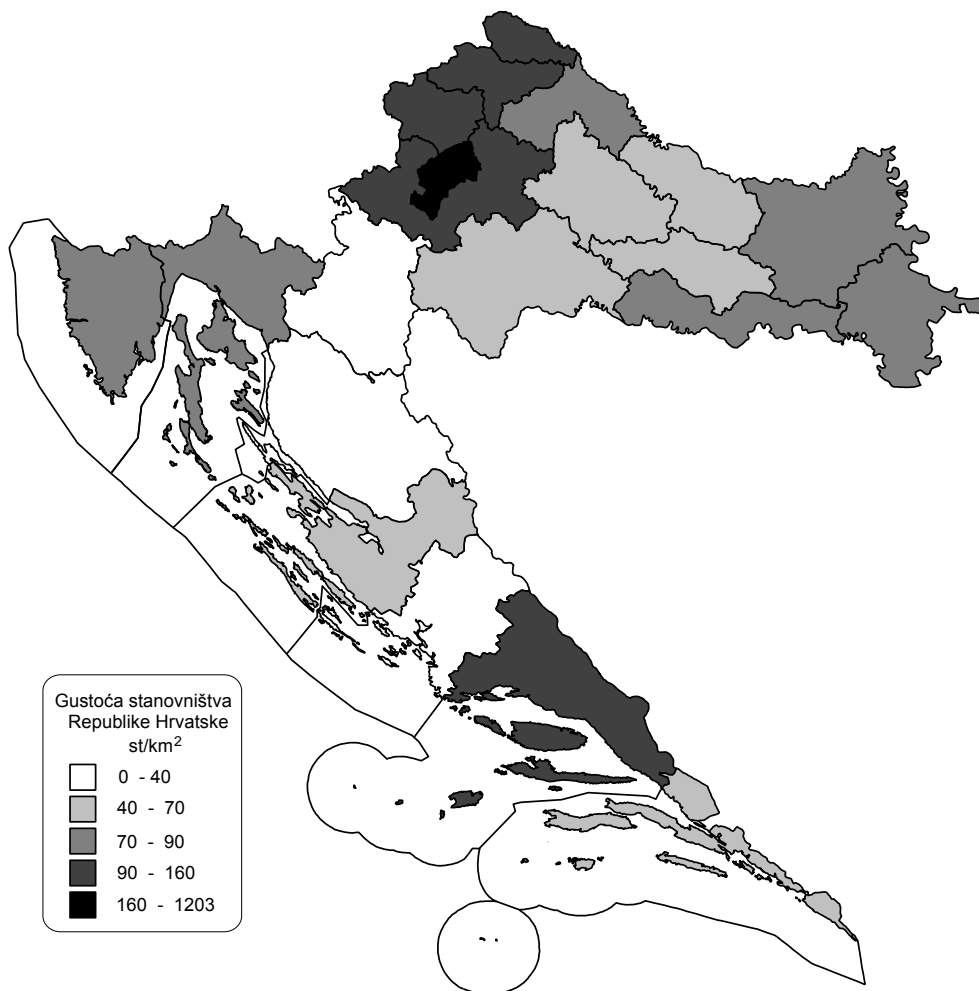 Gustoća stanovništva
Republike Hrvatske
st/km²
0 - 40
40 - 70
70 - 90
90 - 160
160 - 1203